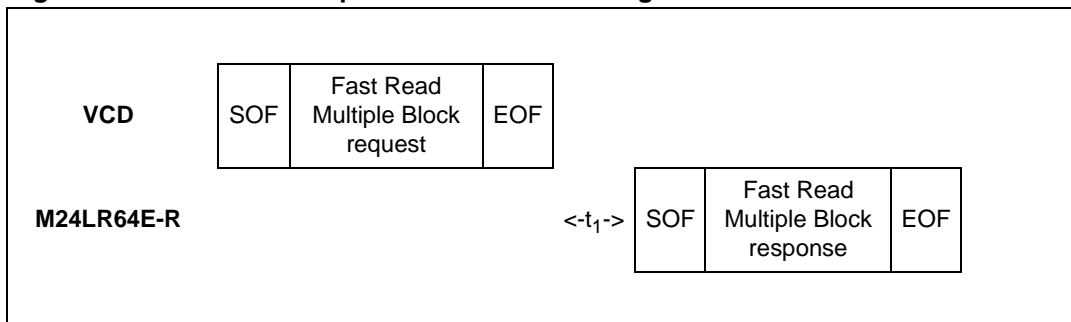 VCD
SOF
Fast Read
Multiple Block
request
EOF
M24LR64E-R
<-t1->
SOF
Fast Read
Multiple Block
response
EOF